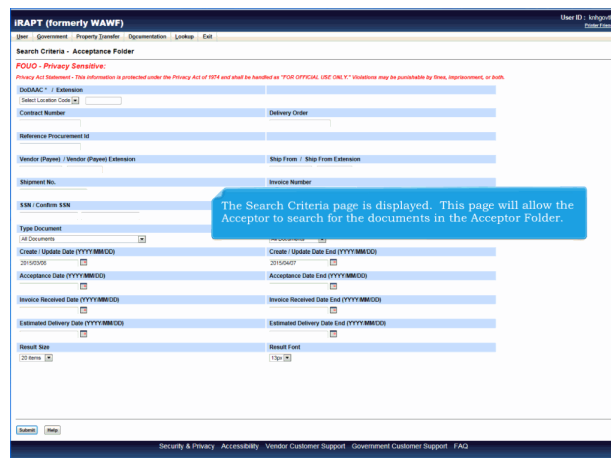 iRAPT (formerly WAWF)
User ID : knhgovtl
Printer Frien
User Government Property Transfer Documentation Lookup Exit
Search Criteria - Acceptance Folder
FOUO - Privacy Sensitive:
Privacy Act Statement - This information is protected under the Privacy Act of 1974 and shall be handled as "FOR OFFICIAL USE ONLY." Violations may be punishable by fines, imprisonment, or both.
DoDAAC * / Extension
Select Location Code
Contract Number Delivery Order
Reference Procurement Id
Vendor (Payee) / Vendor (Payee) Extension Ship From / Ship From Extension
Shipment No. Invoice Number
SSN / Confirm SSN
The Search Criteria page is displayed. This page will allow the
Acceptor to search for the documents in the Acceptor Folder.
Type Document
All Documents
Create / Update Date (YYYY/MM/DD) Create / Update Date End (YYYY/MM/DD)
2015/03/08 2015/04/07
Acceptance Date (YYYY/MM/DD) Acceptance Date End (YYYY/MM/DD)
Invoice Received Date (YYYY/MM/DD) Invoice Received Date End (YYYY/MM/DD)
Estimated Delivery Date (YYYY/MM/DD) Estimated Delivery Date End (YYYY/MM/DD)
Result Size Result Font
20 items 13px
Submit Help
Security & Privacy Accessibility Vendor Customer Support Government Customer Support FAQ